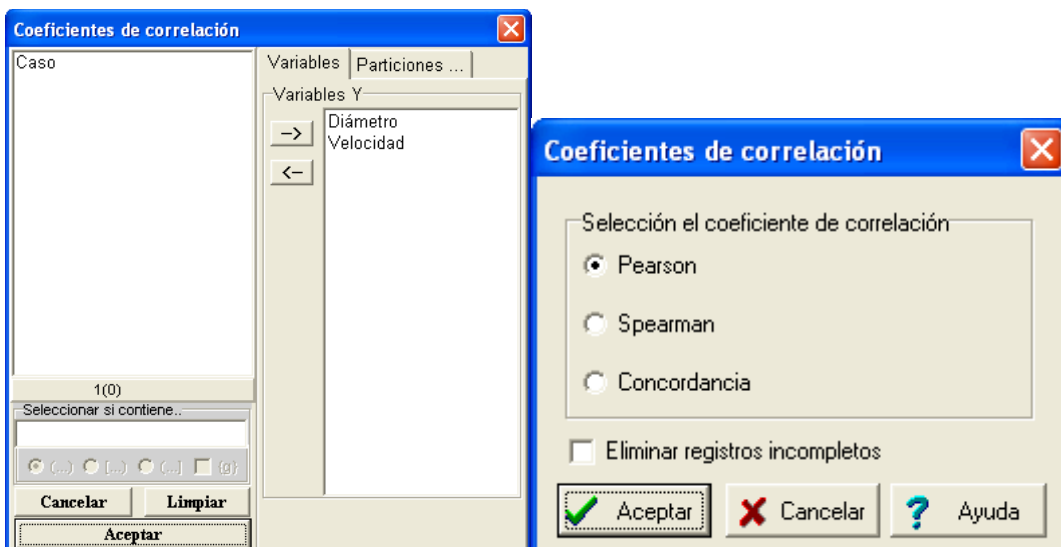 Coeficientes de correlación
Caso
1(0)
Seleccionar si contiene..
(...) [...) (...] {g}
Cancelar Limpiar
Aceptar
Variables Particiones ...
Variables Y
-->
<--
Diámetro
Velocidad
Coeficientes de correlación
Selección el coeficiente de correlación
Pearson
Spearman
Concordancia
Eliminar registros incompletos
Aceptar Cancelar ? Ayuda